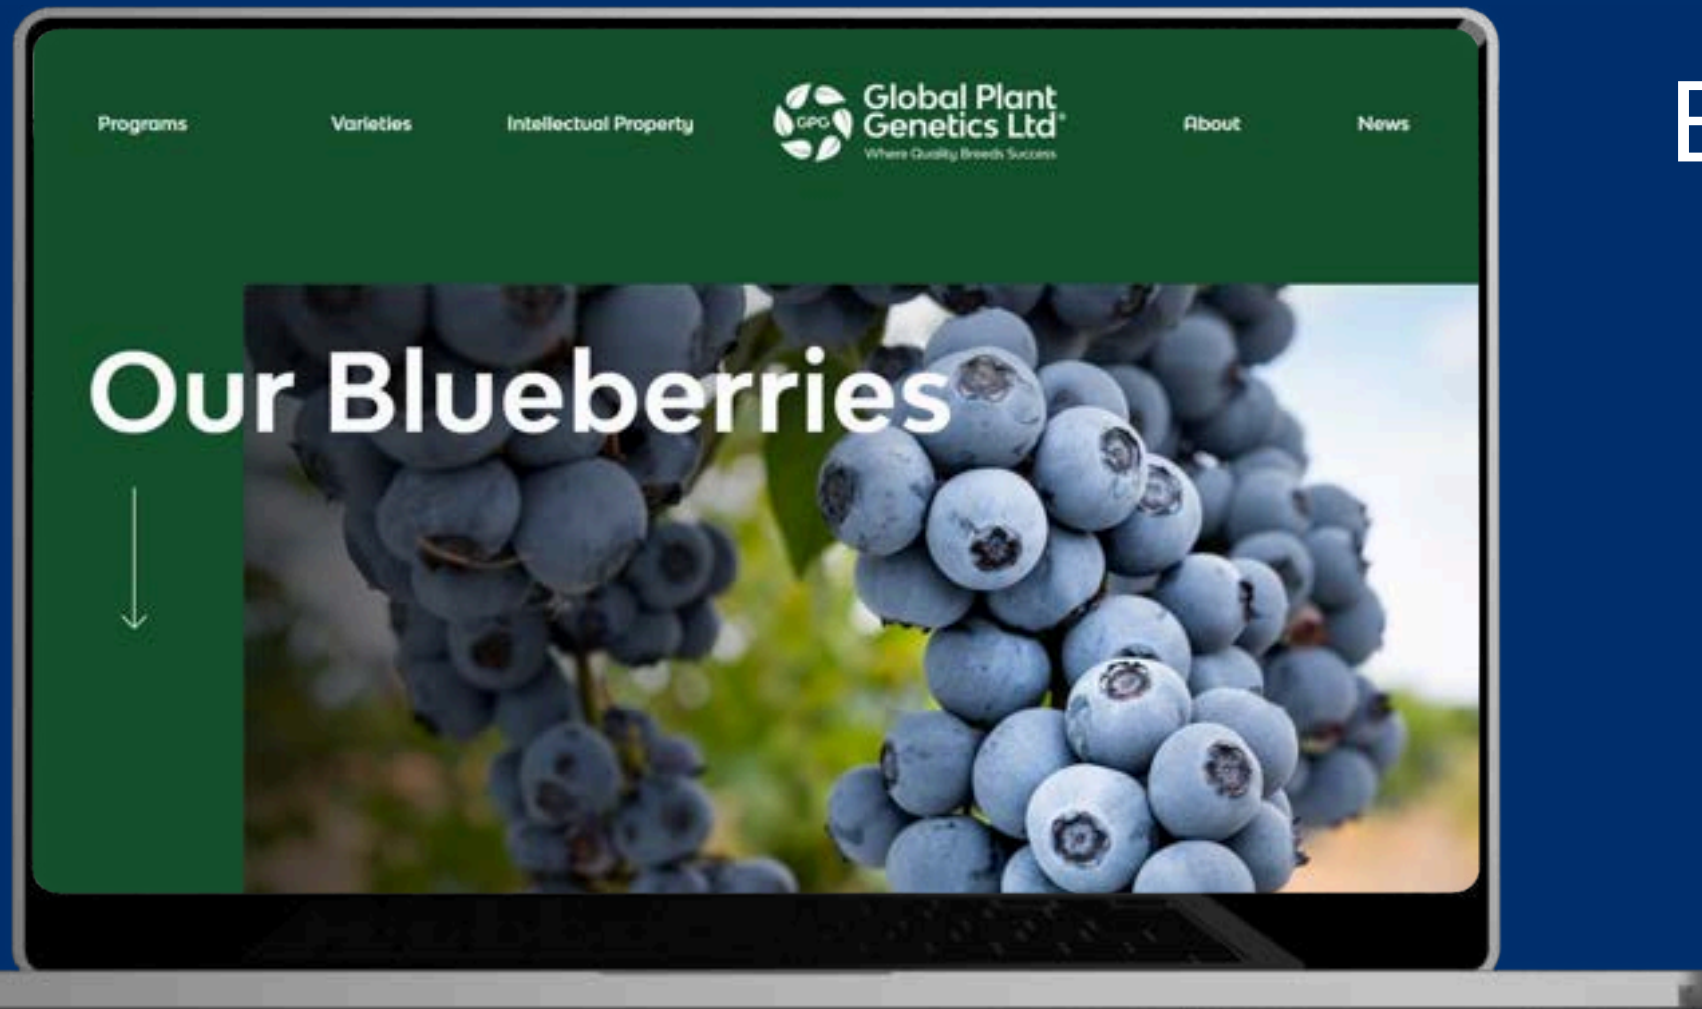 Programs
Varieties
Intellectual Property
GPG
Global Plant
Genetics Ltd®
Where Quality Breeds Success
About
News
Our Blueberries
E